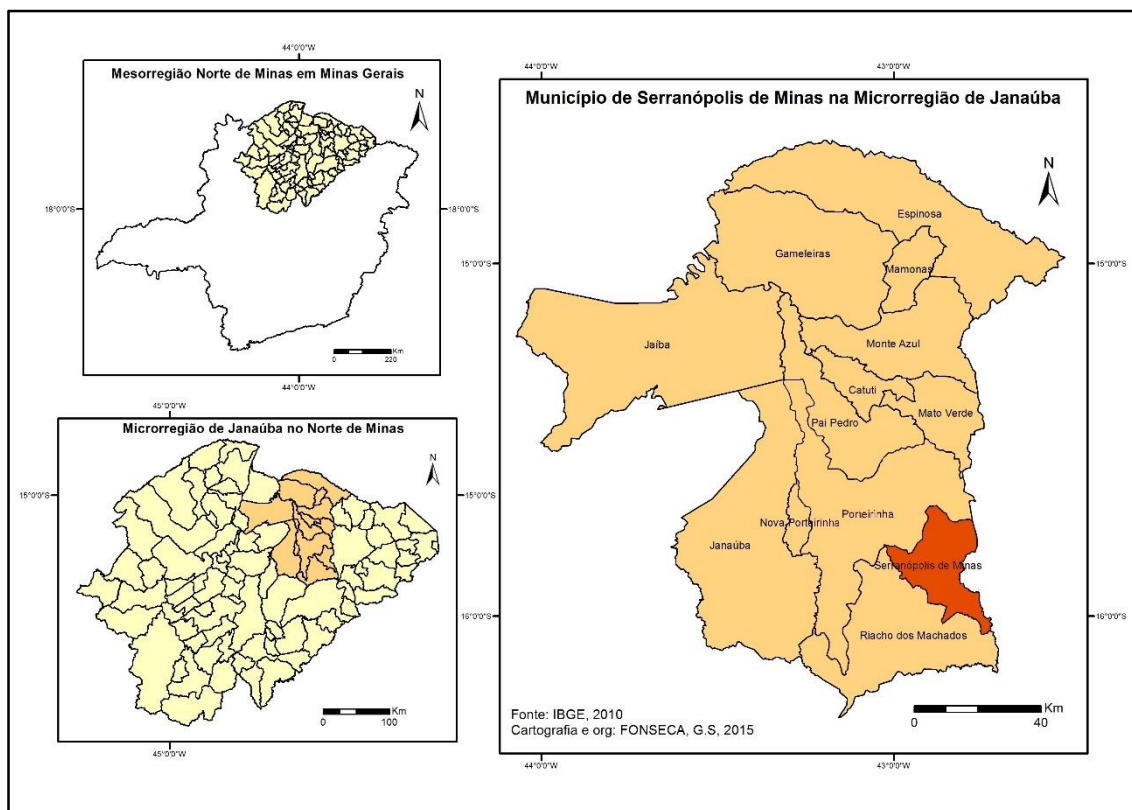 44°0'0"W
Mesorregião Norte de Minas em Minas Gerais
N
18°0'0"S
18°0'0"S
Km
0 220
44°0'0"W
45°0'0"W
Microrregião de Janaúba no Norte de Minas
N
15°0'0"S
15°0'0"S
Km
0 100
45°0'0"W
44°0'0"W
43°0'0"W
Município de Serranópolis de Minas na Microrregião de Janaúba
N
Espinosa
15°0'0"S
15°0'0"S
Gameleiras
Mamonas
Jaíba
Monte Azul
Catuti
Mato Verde
Pai Pedro
Nova Porteirinha
Porteirinha
Janaúba
Serranópolis de Minas
16°0'0"S
16°0'0"S
Riacho dos Machados
Km
0 40
Fonte: IBGE, 2010
Cartografia e org: FONSECA, G.S, 2015
44°0'0"W
43°0'0"W